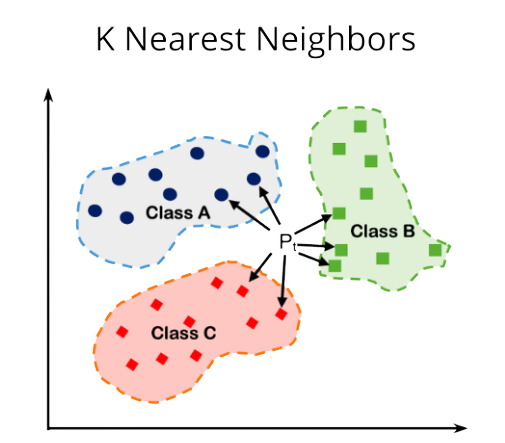 K Nearest Neighbors
Class A
Class B
Pt
Class C